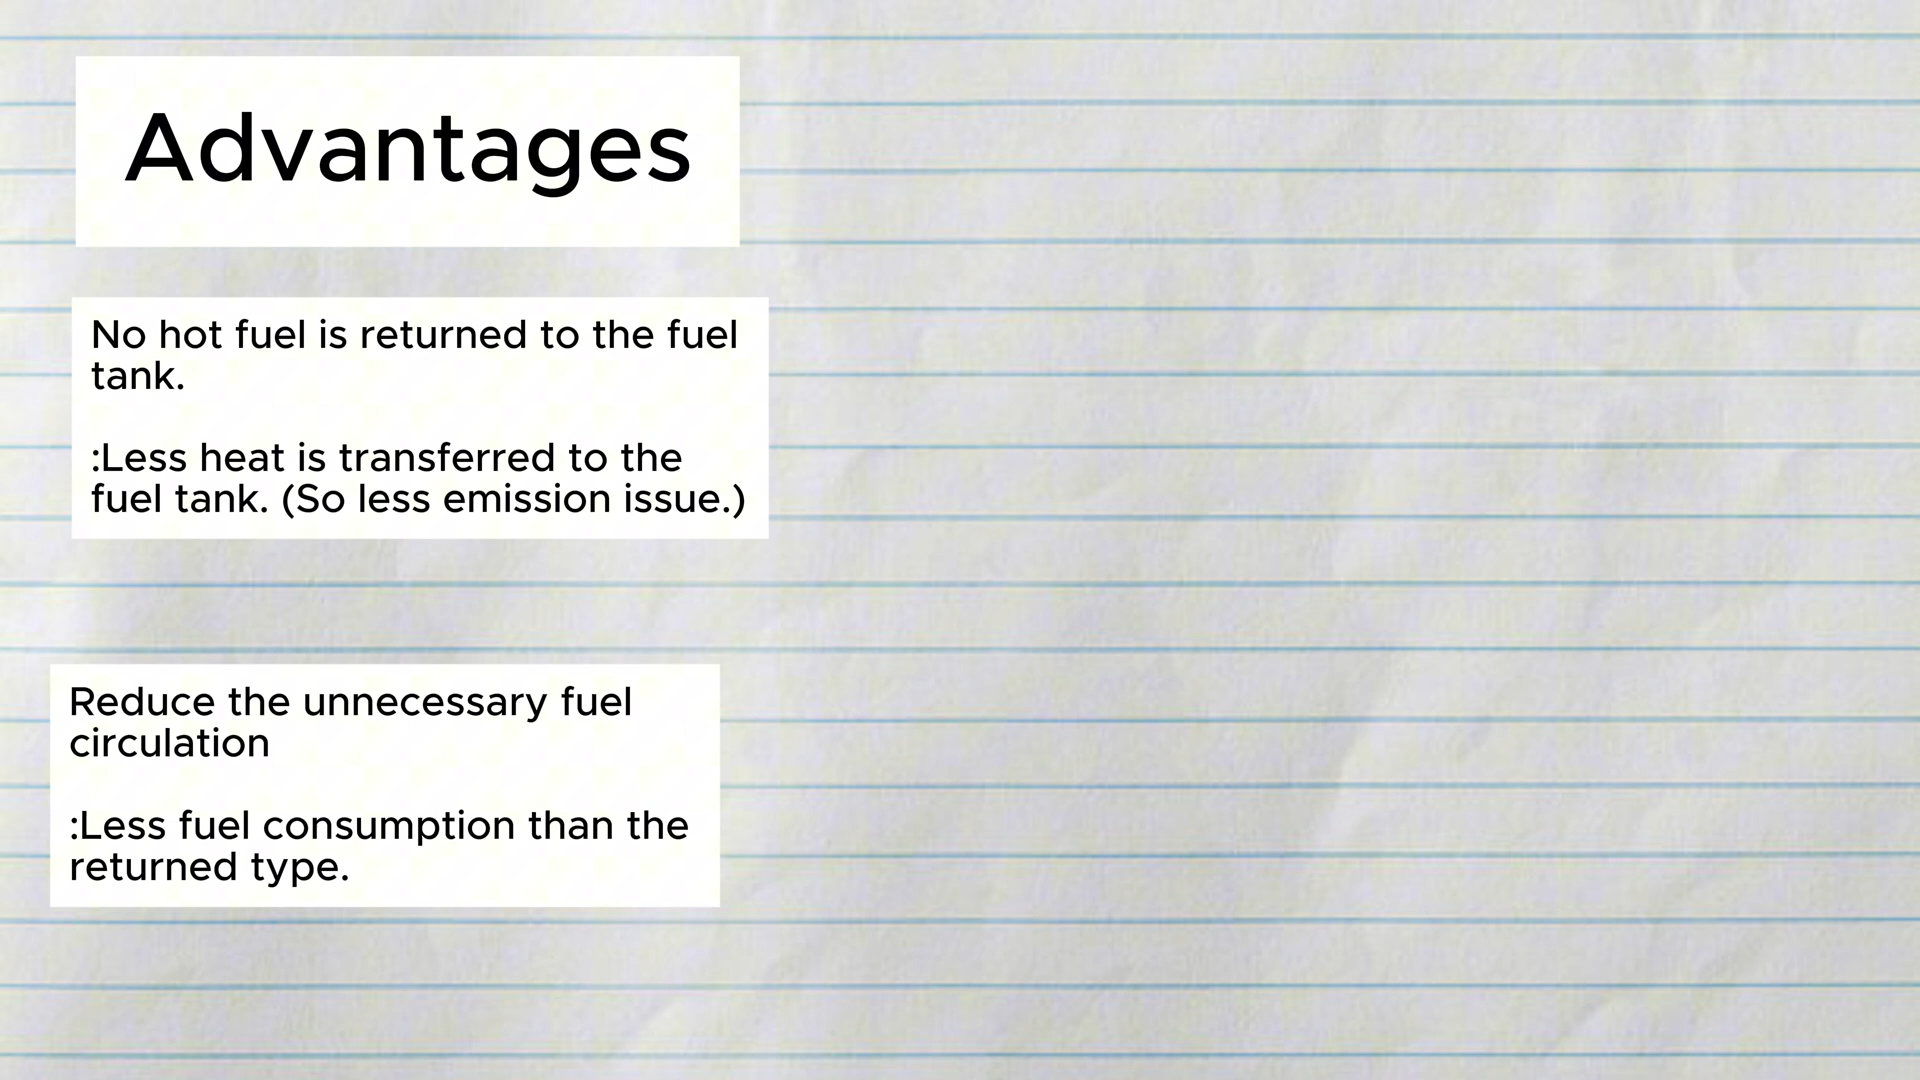 Advantages
No hot fuel is returned to the fuel
tank.
:Less heat is transferred to the
fuel tank. (So less emission issue.)
Reduce the unnecessary fuel
circulation
:Less fuel consumption than the
returned type.